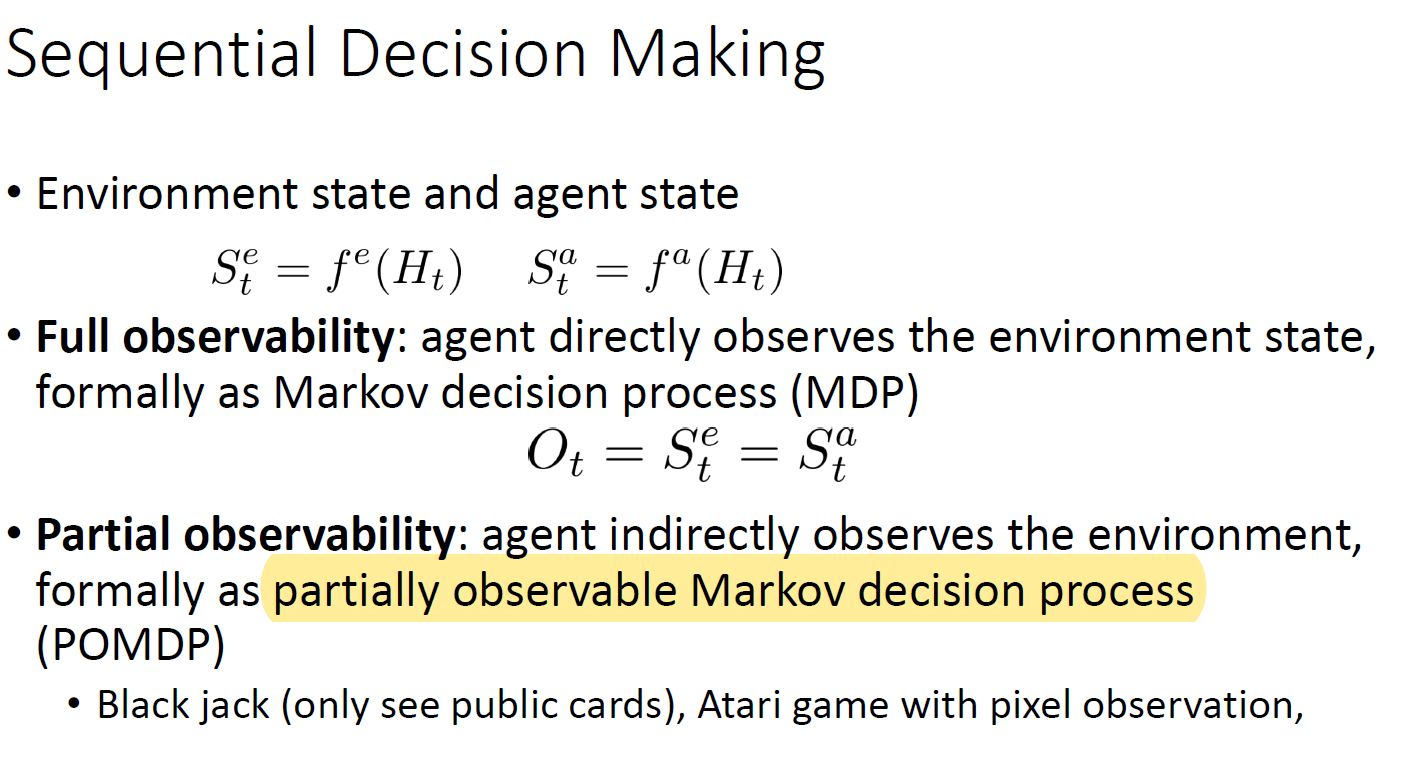 Sequential Decision Making
• Environment state and agent state
$S_t^e = f^e(H_t)$ $S_t^a = f^a(H_t)$
• Full observability: agent directly observes the environment state,
formally as Markov decision process (MDP)
$O_t = S_t^e = S_t^a$
• Partial observability: agent indirectly observes the environment,
formally as partially observable Markov decision process
(POMDP)
• Black jack (only see public cards), Atari game with pixel observation,